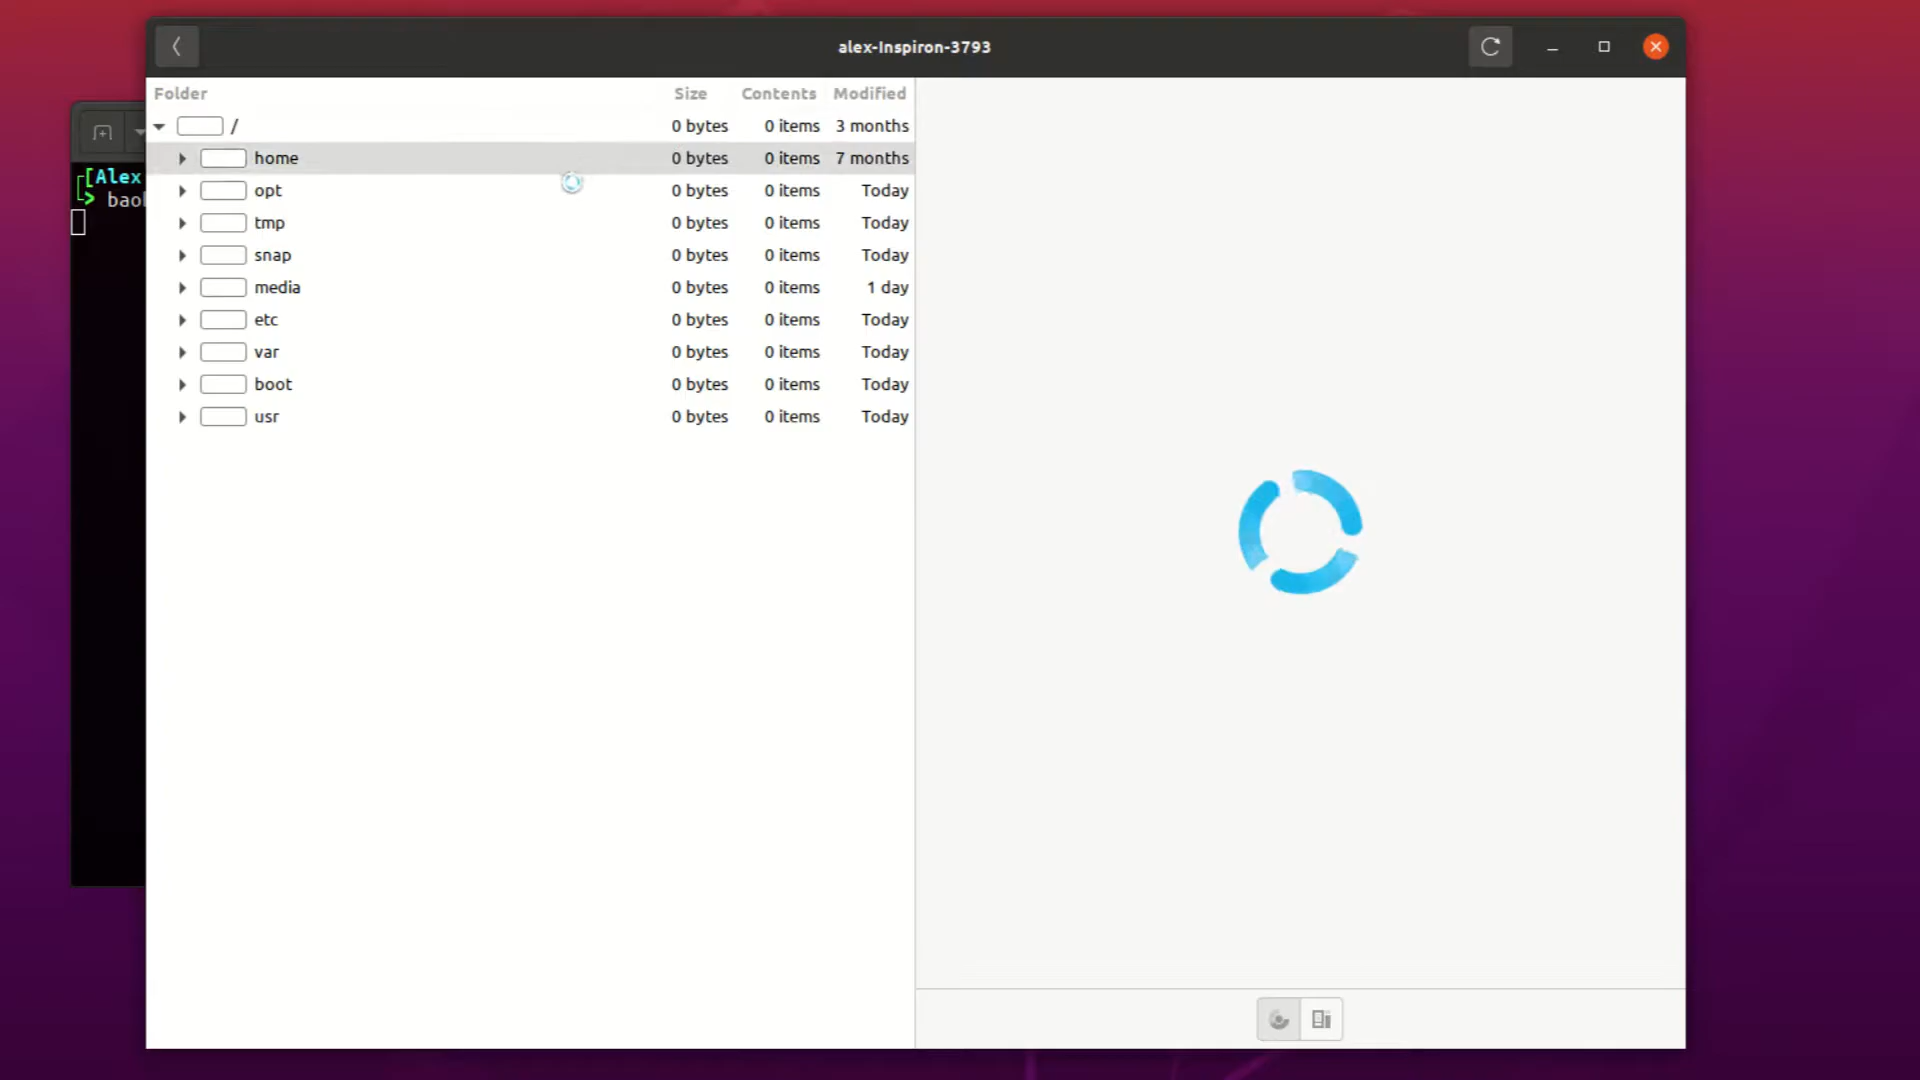 alex-Inspiron-3793
Folder Size Contents Modified
/ 0 bytes 0 items 3 months
home 0 bytes 0 items 7 months
opt 0 bytes 0 items Today
tmp 0 bytes 0 items Today
snap 0 bytes 0 items Today
media 0 bytes 0 items 1 day
etc 0 bytes 0 items Today
var 0 bytes 0 items Today
boot 0 bytes 0 items Today
usr 0 bytes 0 items Today
[Alex
>